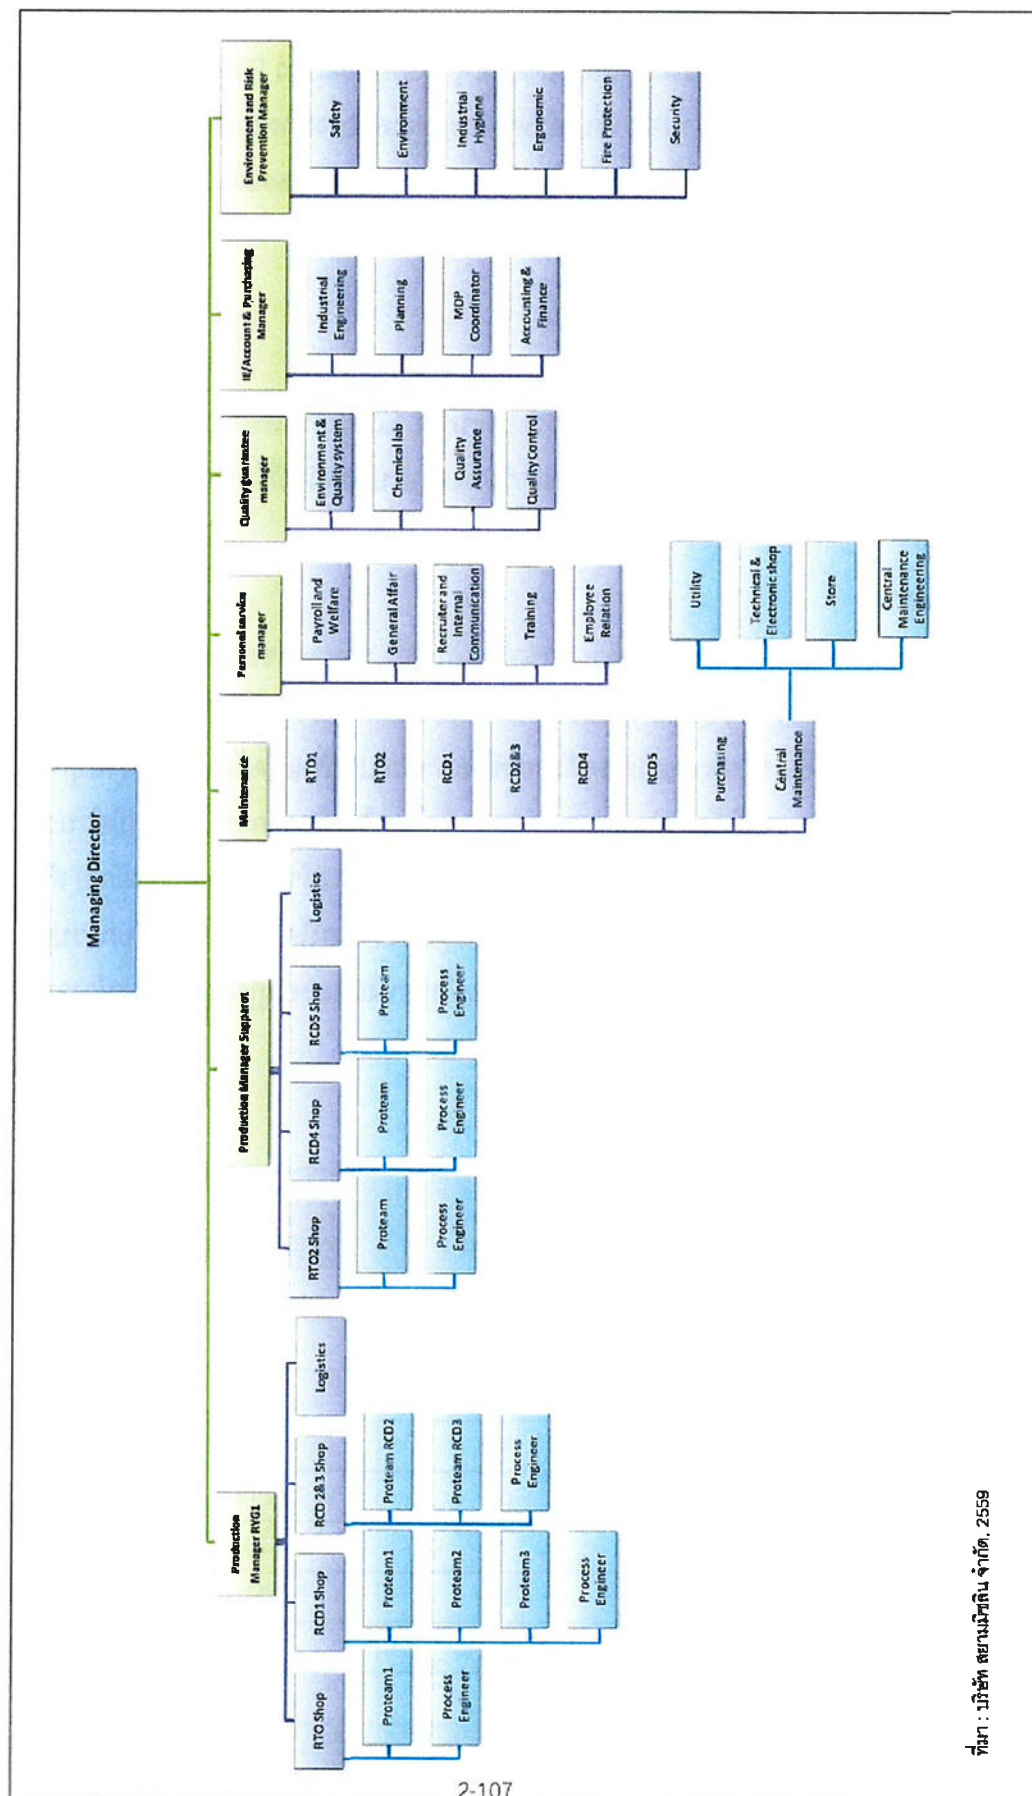 Managing Director
Production
Manager RYG1
RTO Shop
Proteam1
Process
Engineer
RCD1 Shop
Proteam1
Proteam2
Proteam3
Process
Engineer
RCD 2&3 Shop
Proteam RCD2
Proteam RCD3
Process
Engineer
Logistics
Production Manager Supparot
RTO2 Shop
Proteam
Process
Engineer
RCD4 Shop
Proteam
Process
Engineer
RCD5 Shop
Proteam
Process
Engineer
Logistics
Maintenance
RTO1
RTO2
RCD1
RCD2&3
RCD4
RCD5
Purchasing
Central
Maintenance
Utility
Technical &
Electronic shop
Store
Central
Maintenance
Engineering
Personal service
manager
Payroll and
Welfare
General Affair
Recruiter and
Internal
Communication
Training
Employee
Relation
Quality guarantee
manager
Environment &
Quality system
Chemical lab
Quality
Assurance
Quality Control
IE/Account & Purchasing
Manager
Industrial
Engineering
Planning
MDP
Coordinator
Accounting &
Finance
Environment and Risk
Prevention Manager
Safety
Environment
Industrial
Hygiene
Ergonomic
Fire Protection
Security
ที่มา : บริษัท สยามมิชลิน จำกัด, 2559
2-107